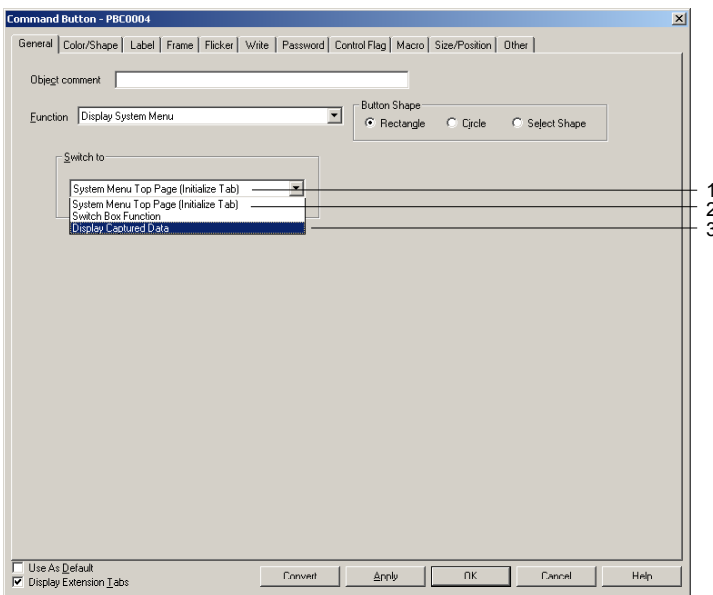 Command Button - PBC0004
General Color/Shape Label Frame Flicker Write Password Control Flag Macro Size/Position Other
Object comment
Function Display System Menu
Button Shape
Rectangle Circle Select Shape
Switch to
System Menu Top Page (Initialize Tab) 1
System Menu Top Page (Initialize Tab) 2
Switch Box Function
Display Captured Data 3
Use As Default
Display Extension Tabs
Convert Apply OK Cancel Help